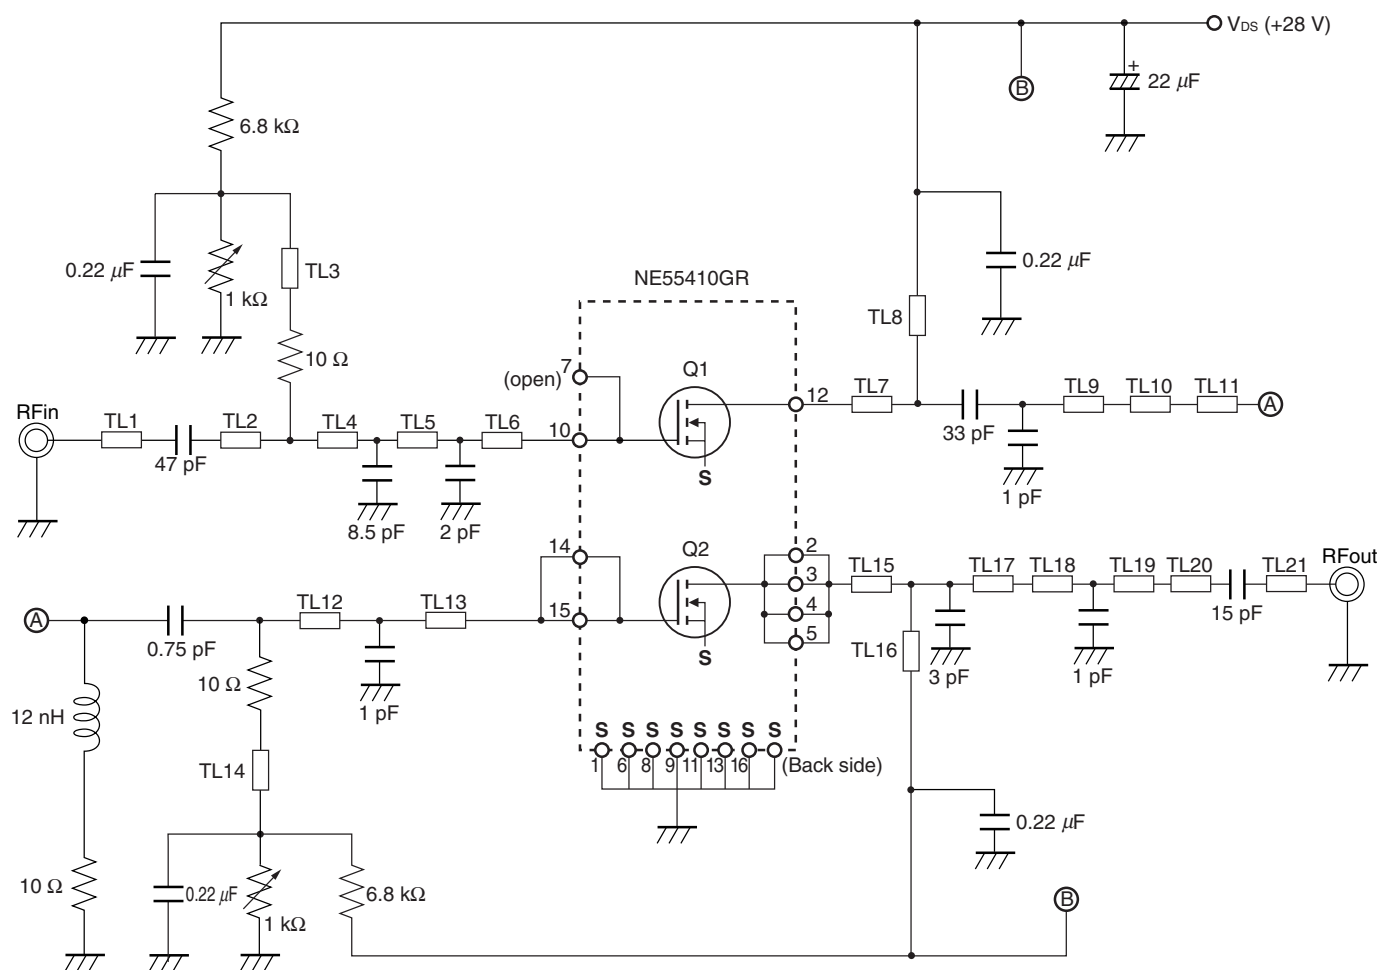 VDS (+28 V)
B
+
22 μF
6.8 kΩ
0.22 μF
1 kΩ
TL3
10 Ω
0.22 μF
TL8
NE55410GR
7
(open)
Q1
12
TL7
33 pF
1 pF
TL9
TL10
TL11
A
RFin
TL1
47 pF
TL2
TL4
TL5
TL6
10
S
8.5 pF
2 pF
14
15
Q2
S
2
3
4
5
TL15
TL17
TL18
TL19
TL20
TL21
RFout
15 pF
TL16
3 pF
1 pF
A
0.75 pF
TL12
TL13
10 Ω
1 pF
12 nH
TL14
S S S S S S S S
1 6 8 9 11 13 16 (Back side)
0.22 μF
10 Ω
0.22 μF
1 kΩ
6.8 kΩ
B